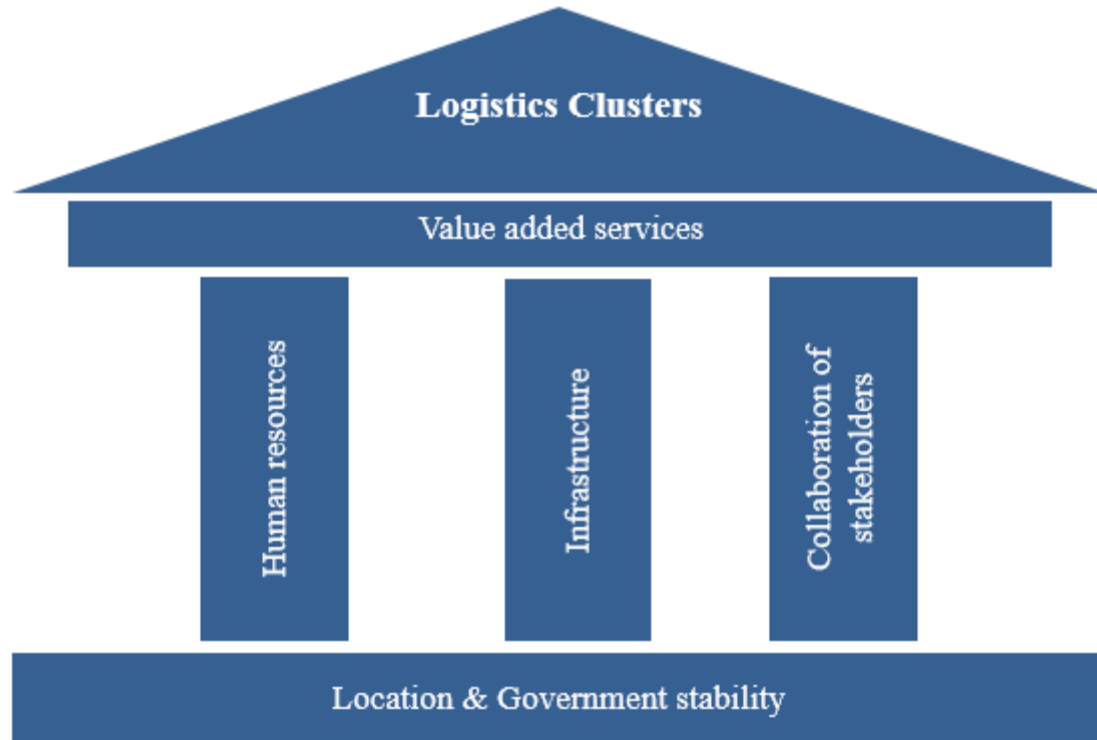 Logistics Clusters
Value added services
Human resources
Infrastructure
Collaboration of
stakeholders
Location & Government stability